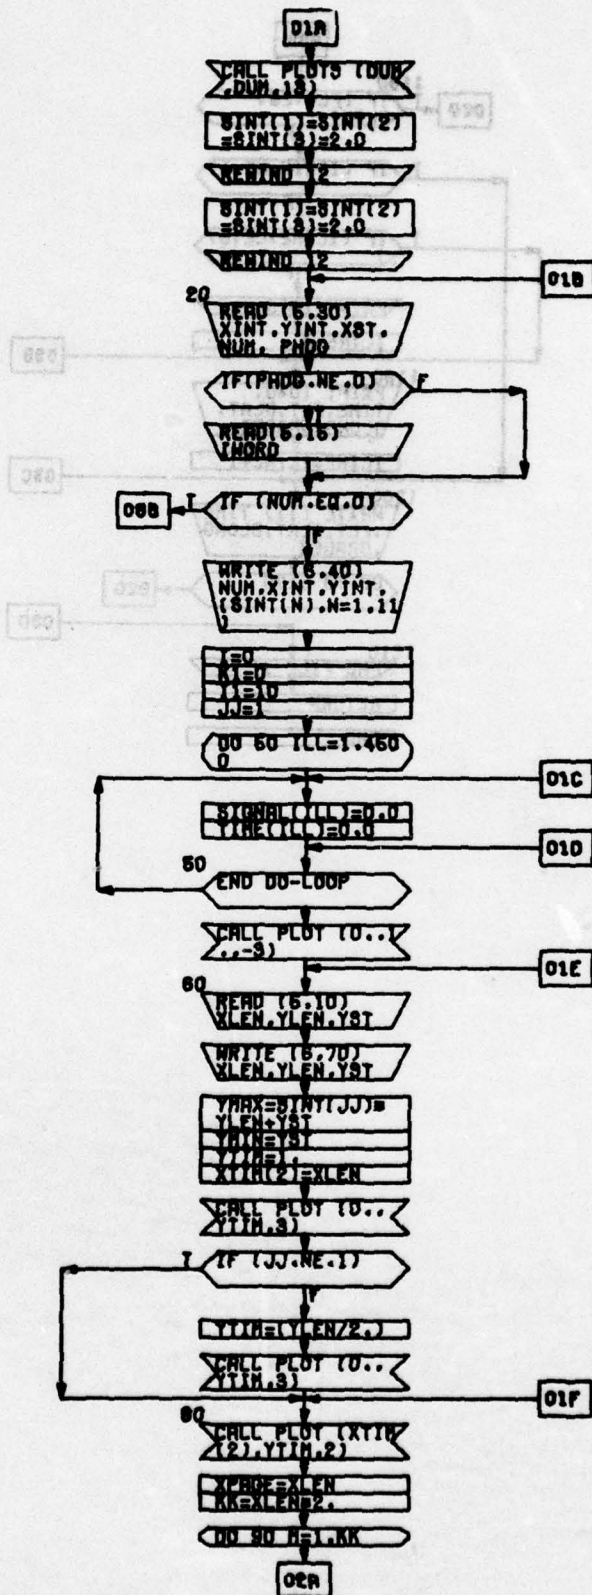 01A
CALL PLOTS (DUM
,DUM,13)
SINT(1)=SINT(2)
=SINT(3)=2.0
REWIND 12
SINT(1)=SINT(2)
=SINT(3)=2.0
REWIND 12
01B
20
READ (5,30)
XINT,YINT,XST,
NUM, PHDG
IF(PHDG.NE.0)
F
T
READ(5,15)
IWORD
IF (NUM.EQ.0)
T
F
WRITE (6,40)
NUM,XINT,YINT,
(SINT(N),N=1,11
)
I=0
K1=0
I1=10
JJ=1
DO 50 ILL=1,450
0
01C
SIGNAL(ILL)=0.0
TIME(ILL)=0.0
01D
50
END DO-LOOP
CALL PLOT (0.,1
.,-3)
01E
60
READ (5,10)
XLEN,YLEN,YST
WRITE (6,70)
XLEN,YLEN,YST
YMAX=SINT(JJ)*
YLEN+YST
YMIN=YST
YTIM=1.
XTIM(2)=XLEN
CALL PLOT (0.,
YTIM,3)
IF (JJ.NE.1)
T
F
YTIM=(YLEN/2.)
CALL PLOT (0.,
YTIM,3)
01F
80
CALL PLOT (XTIM
(2),YTIM,2)
XPAGE=XLEN
KK=XLEN*2.
DO 90 M=1,KK
02A